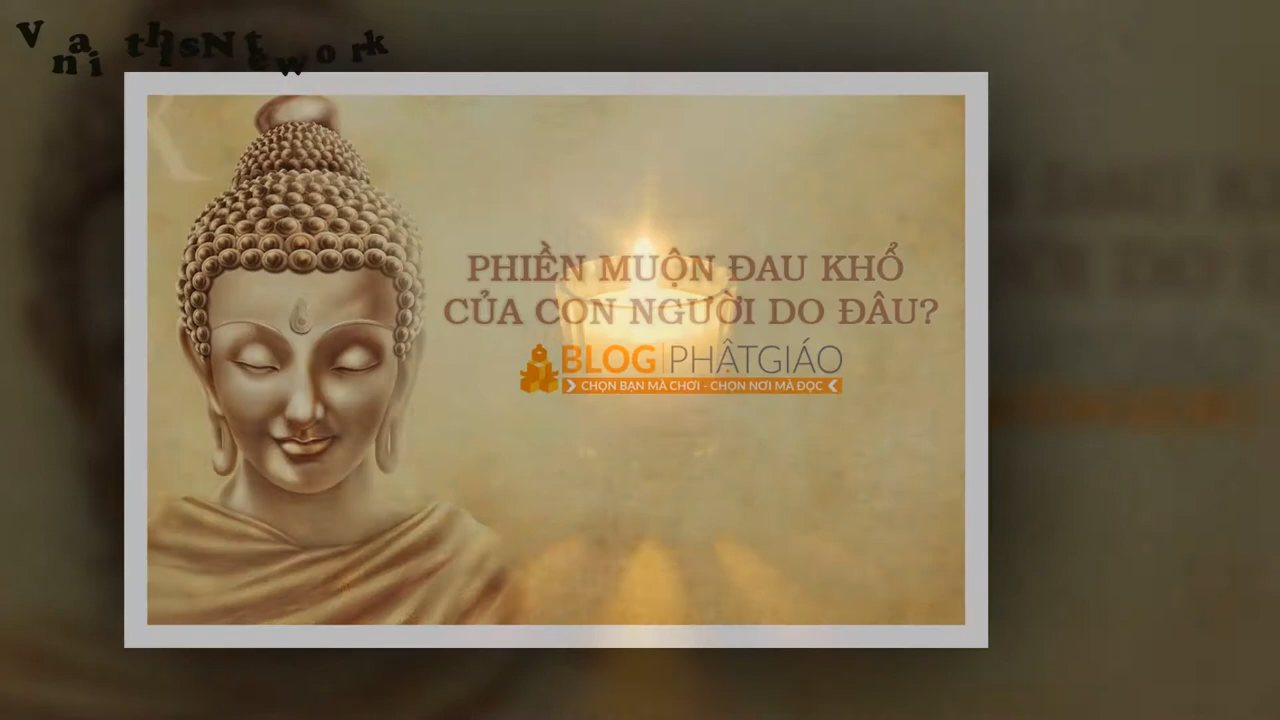 VnaithisNetwork
PHIỀN MUỘN ĐAU KHỔ
CỦA CON NGƯỜI DO ĐÂU?
BLOG PHẬTGIÁO
CHỌN BẠN MÀ CHƠI - CHỌN NƠI MÀ ĐỌC